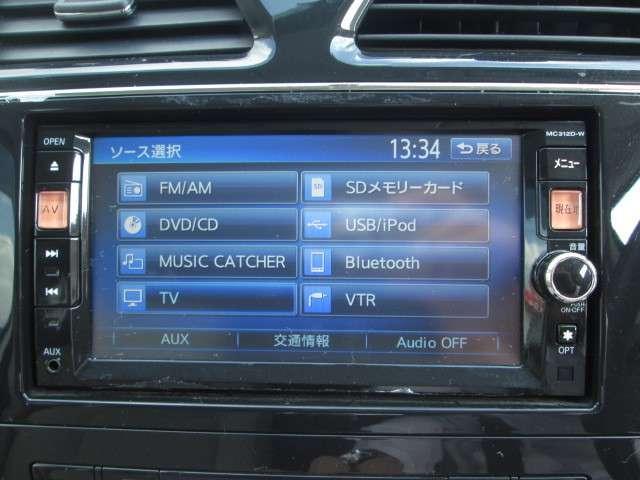 OPEN
MC312D-W
ソース選択
13:34
戻る
メニュー
FM/AM
SD
SDメモリーカード
AV
DVD/CD
USB/iPod
現在地
MUSIC CATCHER
Bluetooth
音量
TV
VTR
PUSH
ON·OFF
AUX
交通情報
Audio OFF
AUX
OPT